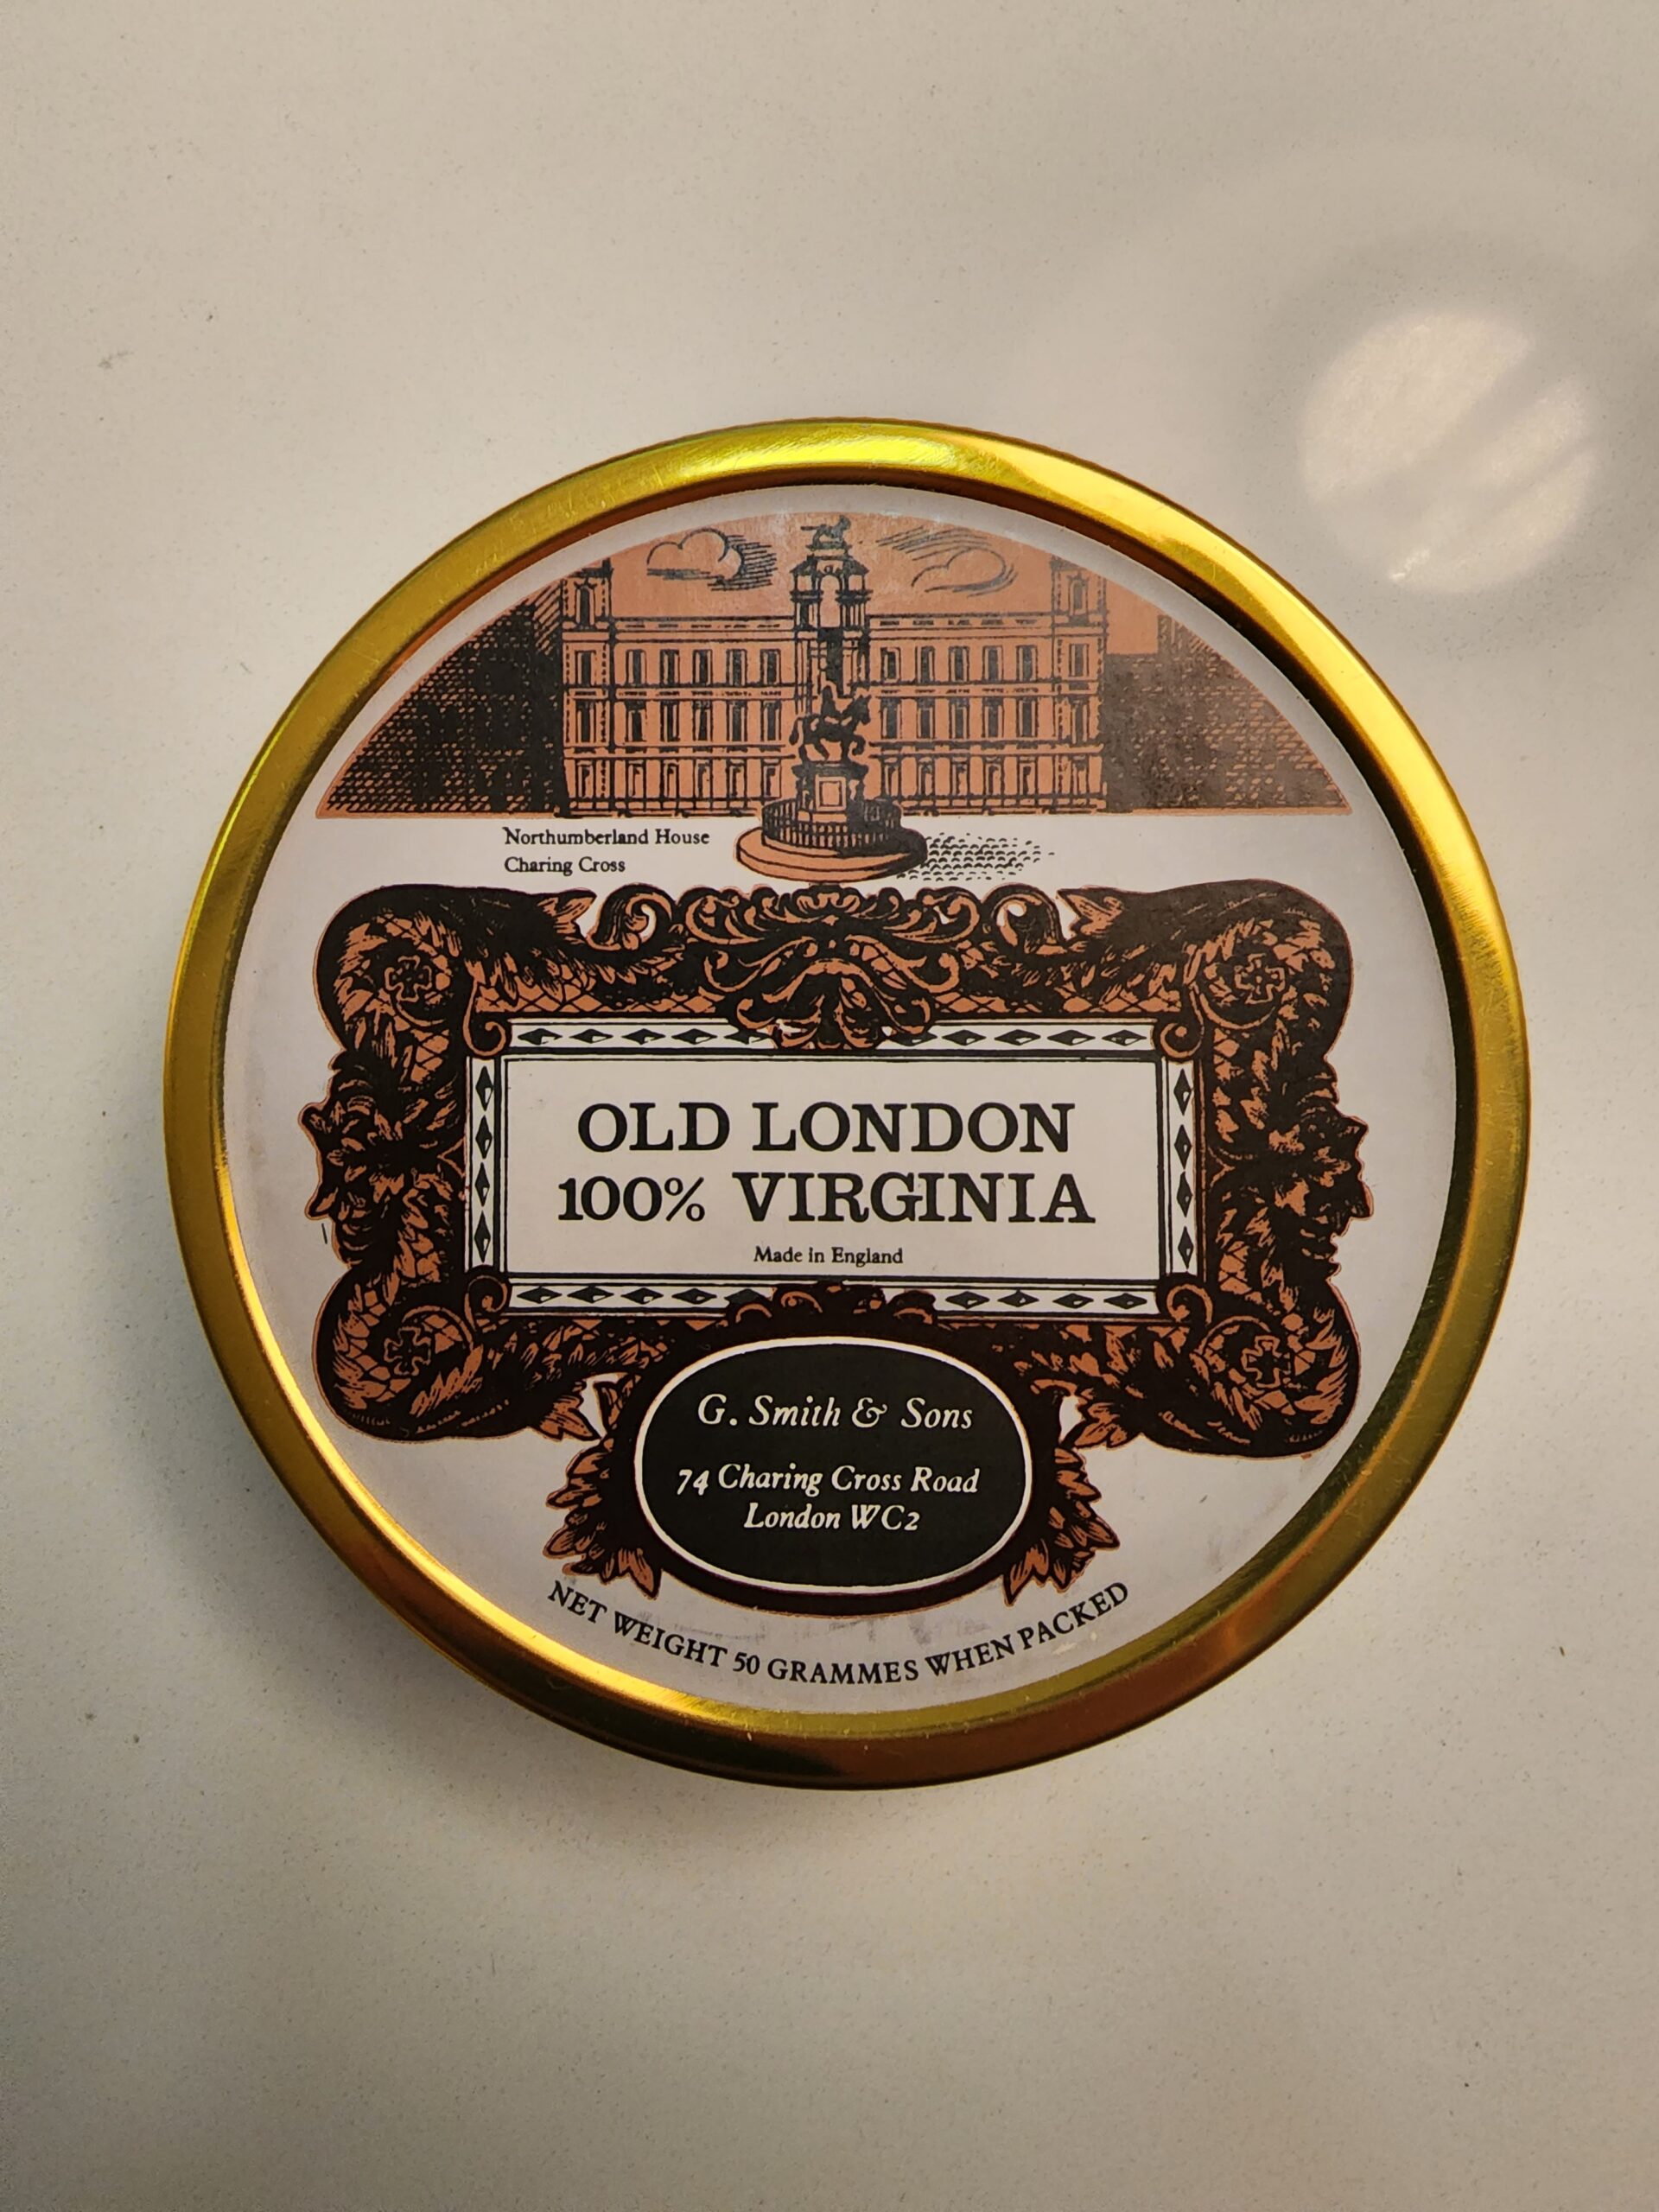 Northumberland House
Charing Cross
OLD LONDON
100% VIRGINIA
Made in England
G. Smith & Sons
74 Charing Cross Road
London WC2
NET WEIGHT 50 GRAMMES WHEN PACKED